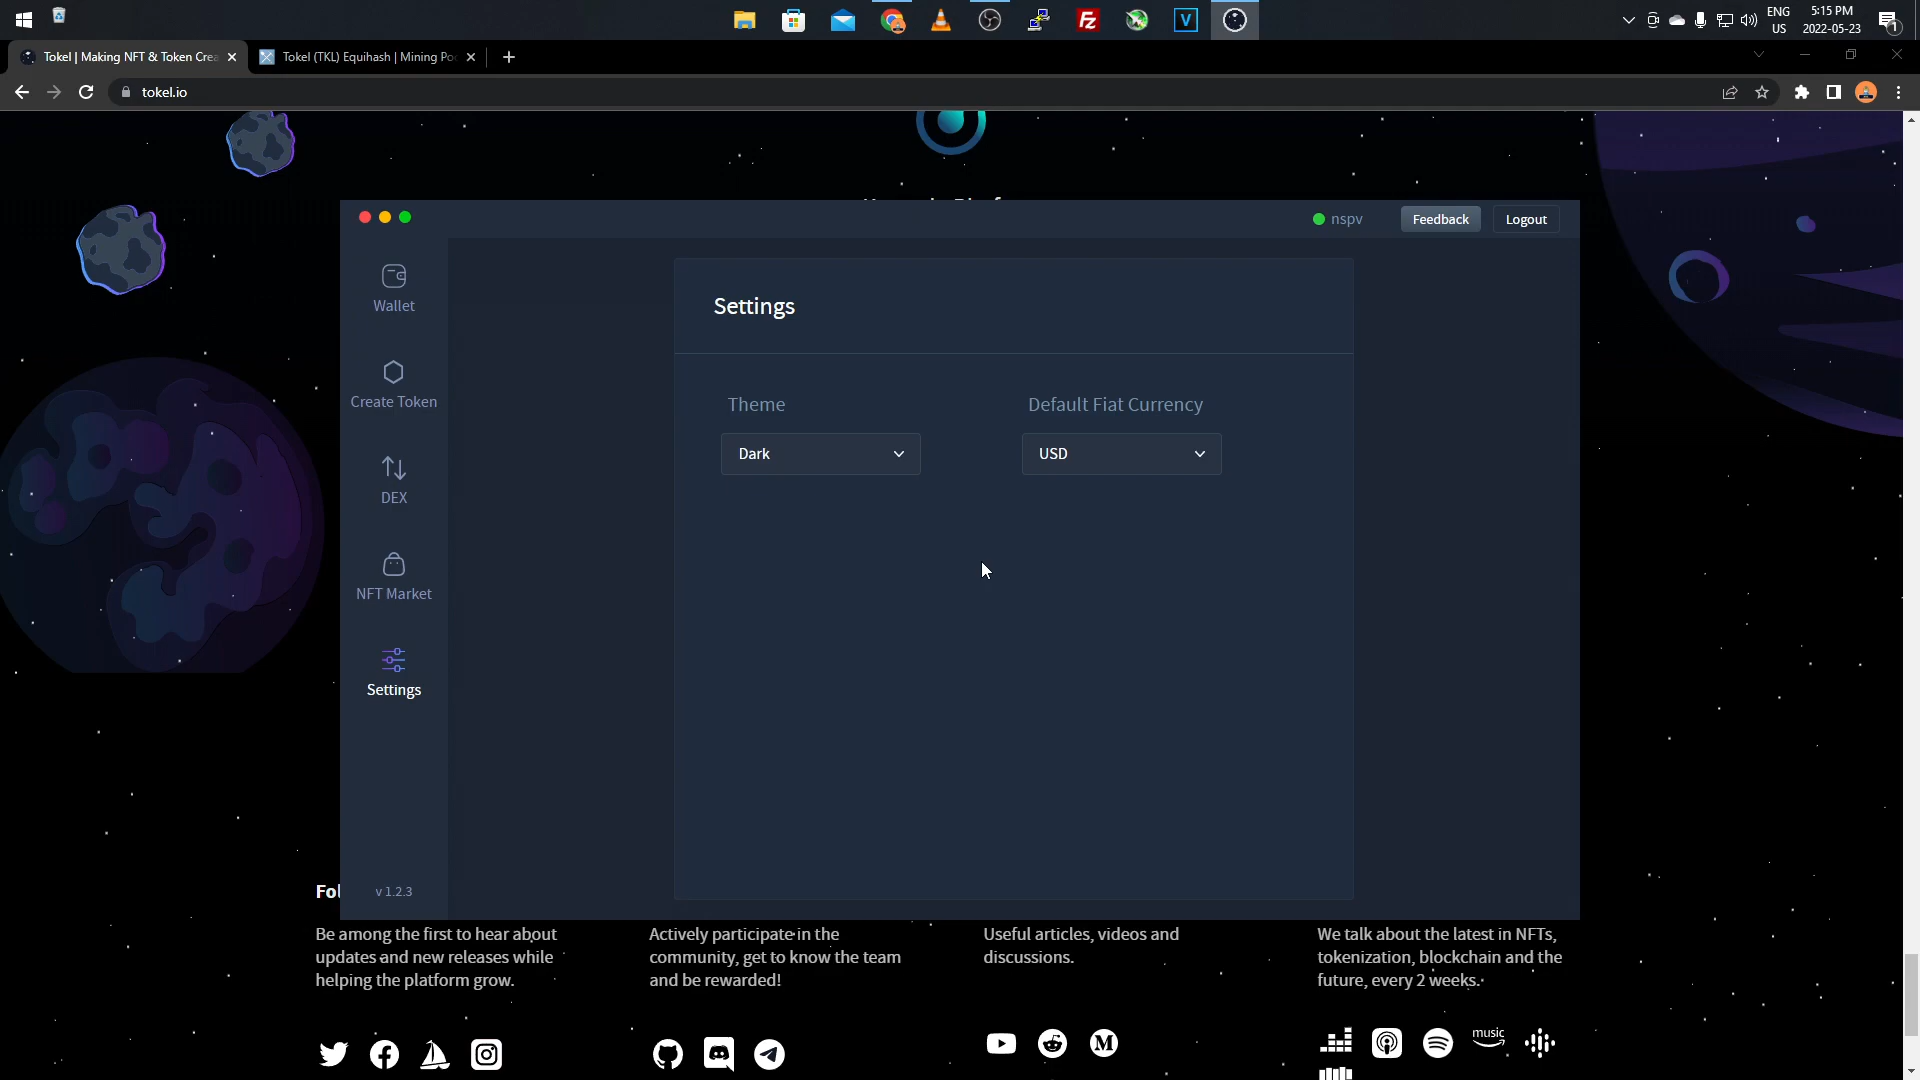 ENG
US
5:15 PM
2022-05-23
1
Tokel | Making NFT & Token Crea
Tokel (TKL) Equihash | Mining Po
tokel.io
nspv
Feedback
Logout
Wallet
Create Token
DEX
NFT Market
Settings
v 1.2.3
Settings
Theme
Default Fiat Currency
Dark
USD
Fol
Be among the first to hear about
updates and new releases while
helping the platform grow.
Actively participate in the
community, get to know the team
and be rewarded!
Useful articles, videos and
discussions.
We talk about the latest in NFTs,
tokenization, blockchain and the
future, every 2 weeks.
music